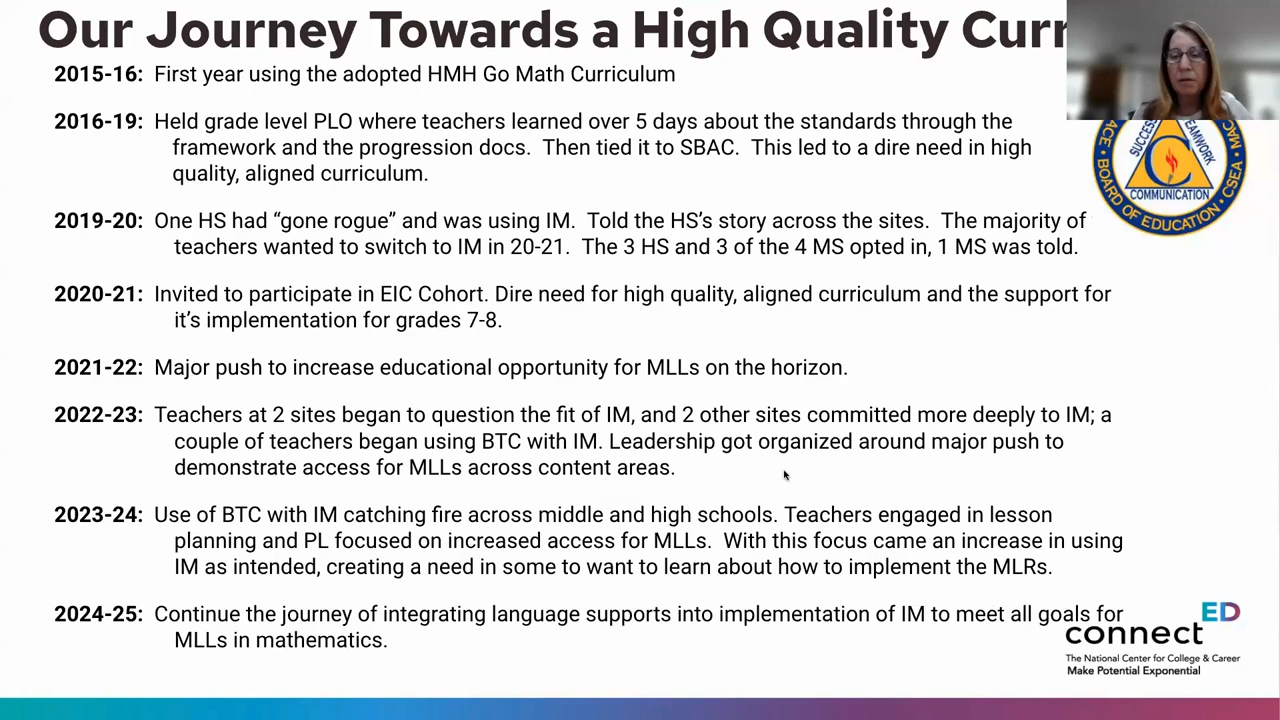 Our Journey Towards a High Quality Curr
2015-16: First year using the adopted HMH Go Math Curriculum
2016-19: Held grade level PLO where teachers learned over 5 days about the standards through the
framework and the progression docs. Then tied it to SBAC. This led to a dire need in high
quality, aligned curriculum.
2019-20: One HS had “gone rogue” and was using IM. Told the HS’s story across the sites. The majority of
teachers wanted to switch to IM in 20-21. The 3 HS and 3 of the 4 MS opted in, 1 MS was told.
2020-21: Invited to participate in EIC Cohort. Dire need for high quality, aligned curriculum and the support for
it’s implementation for grades 7-8.
2021-22: Major push to increase educational opportunity for MLLs on the horizon.
2022-23: Teachers at 2 sites began to question the fit of IM, and 2 other sites committed more deeply to IM; a
couple of teachers began using BTC with IM. Leadership got organized around major push to
demonstrate access for MLLs across content areas.
2023-24: Use of BTC with IM catching fire across middle and high schools. Teachers engaged in lesson
planning and PL focused on increased access for MLLs. With this focus came an increase in using
IM as intended, creating a need in some to want to learn about how to implement the MLRs.
2024-25: Continue the journey of integrating language supports into implementation of IM to meet all goals for
MLLs in mathematics.
SUCCESS
TEAMWORK
C
COMMUNICATION
ACE • BOARD OF EDUCATION • CSEA • MAC
connectED
The National Center for College & Career
Make Potential Exponential